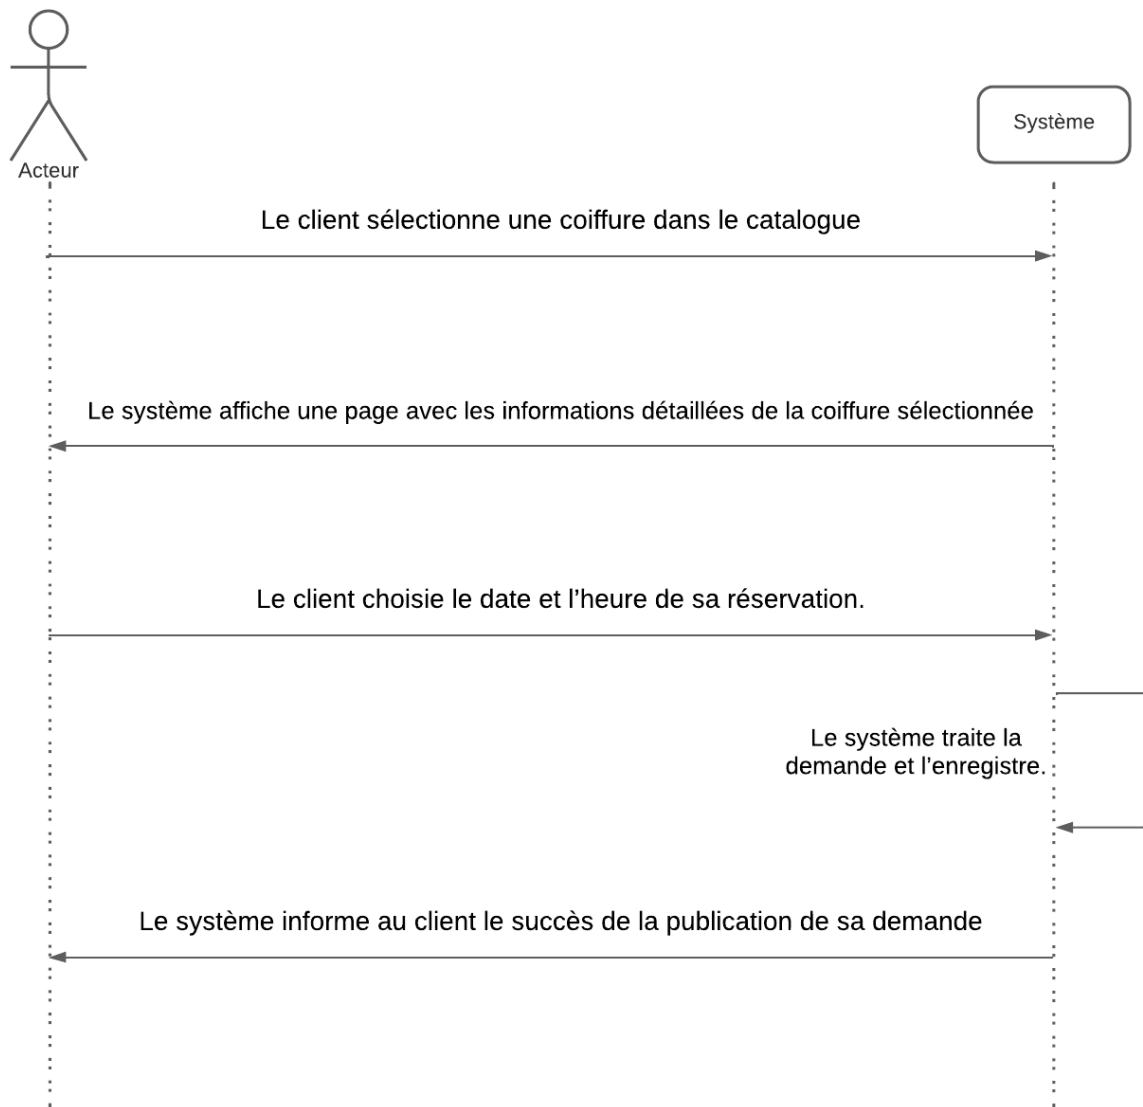 Système
Acteur
Le client sélectionne une coiffure dans le catalogue
Le système affiche une page avec les informations détaillées de la coiffure sélectionnée
Le client choisie le date et l’heure de sa réservation.
Le système traite la
demande et l’enregistre.
Le système informe au client le succès de la publication de sa demande